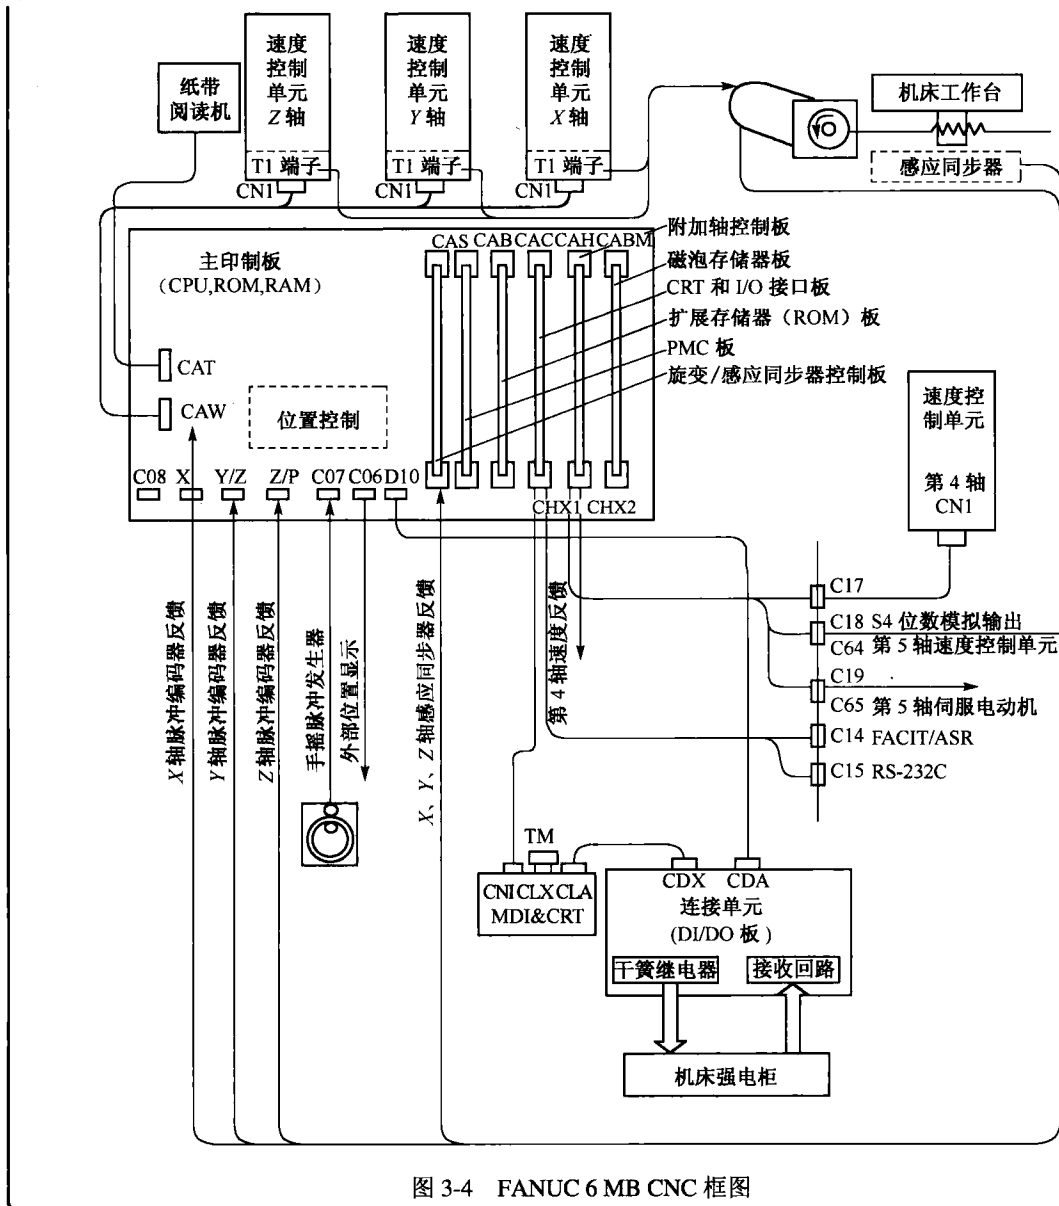 速度
控制
单元
Z 轴
T1 端子
CN1
速度
控制
单元
Y 轴
T1 端子
CN1
速度
控制
单元
X 轴
T1 端子
CN1
纸带
阅读机
机床工作台
感应同步器
主印制板
（CPU,ROM,RAM）
CAS CAB CAC CAH CABM
附加轴控制板
磁泡存储器板
CRT 和 I/O 接口板
扩展存储器（ROM）板
PMC 板
旋变/感应同步器控制板
CAT
CAW
位置控制
C08 X Y/Z Z/P C07 C06 D10
CHX1 CHX2
速度控
制单元
第 4 轴
CN1
X 轴脉冲编码器反馈
Y 轴脉冲编码器反馈
Z 轴脉冲编码器反馈
手摇脉冲发生器
外部位置显示
X、Y、Z 轴感应同步器反馈
第 4 轴速度反馈
C17
C18 S4 位数模拟输出
C64 第 5 轴速度控制单元
C19
C65 第 5 轴伺服电动机
C14 FACIT/ASR
C15 RS-232C
TM
CNI CLX CLA
MDI&CRT
CDX CDA
连接单元
(DI/DO 板)
干簧继电器
接收回路
机床强电柜
图 3-4 FANUC 6 MB CNC 框图